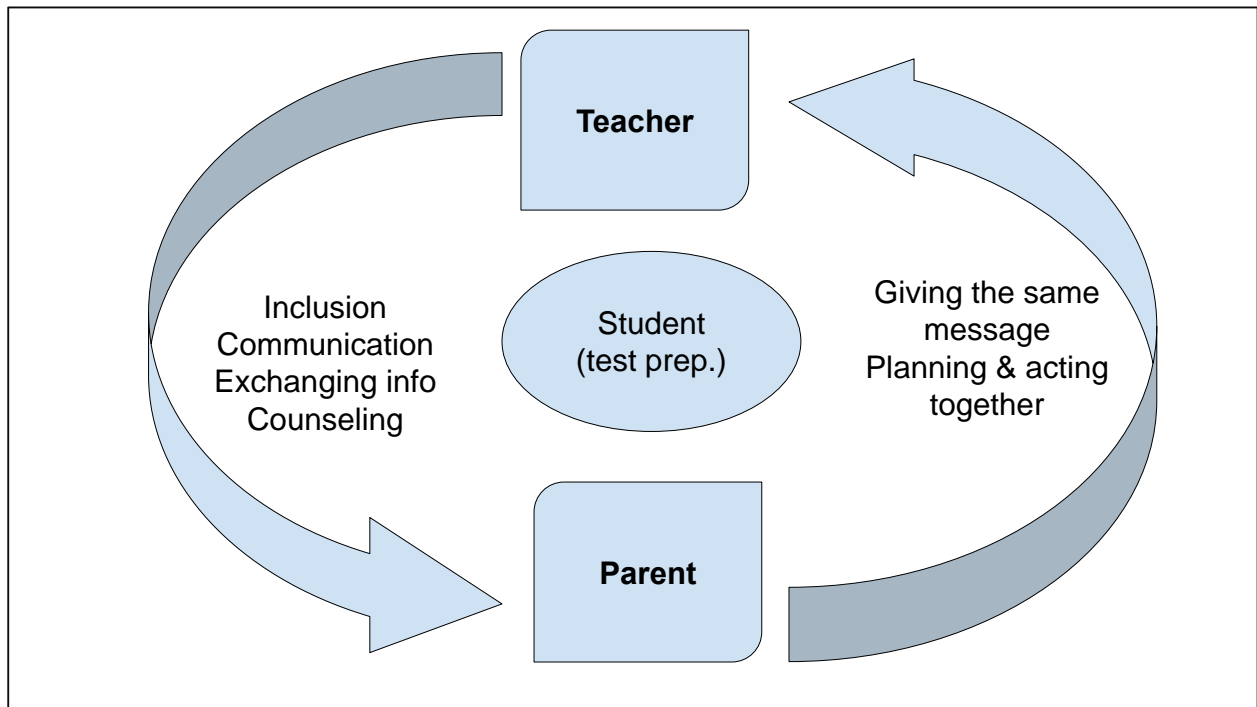 Teacher
Inclusion
Communication
Exchanging info
Counseling
Student
(test prep.)
Giving the same
message
Planning & acting
together
Parent